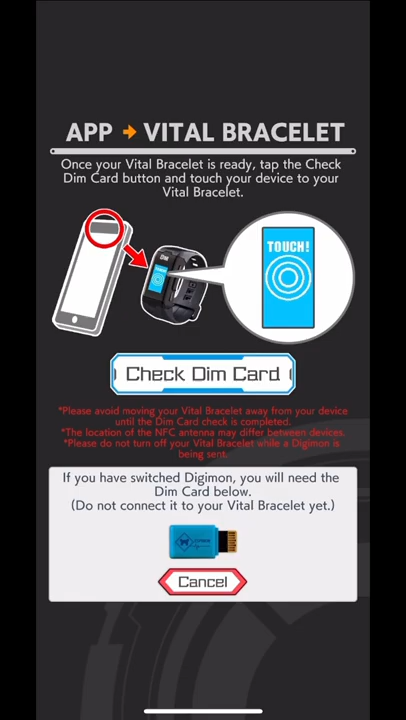 APP → VITAL BRACELET
Once your Vital Bracelet is ready, tap the Check
Dim Card button and touch your device to your
Vital Bracelet.
TOUCH!
Check Dim Card
*Please avoid moving your Vital Bracelet away from your device
until the Dim Card check is completed.
*The location of the NFC antenna may differ between devices.
*Please do not turn off your Vital Bracelet while a Digimon is
being sent.
If you have switched Digimon, you will need the
Dim Card below.
(Do not connect it to your Vital Bracelet yet.)
Cancel